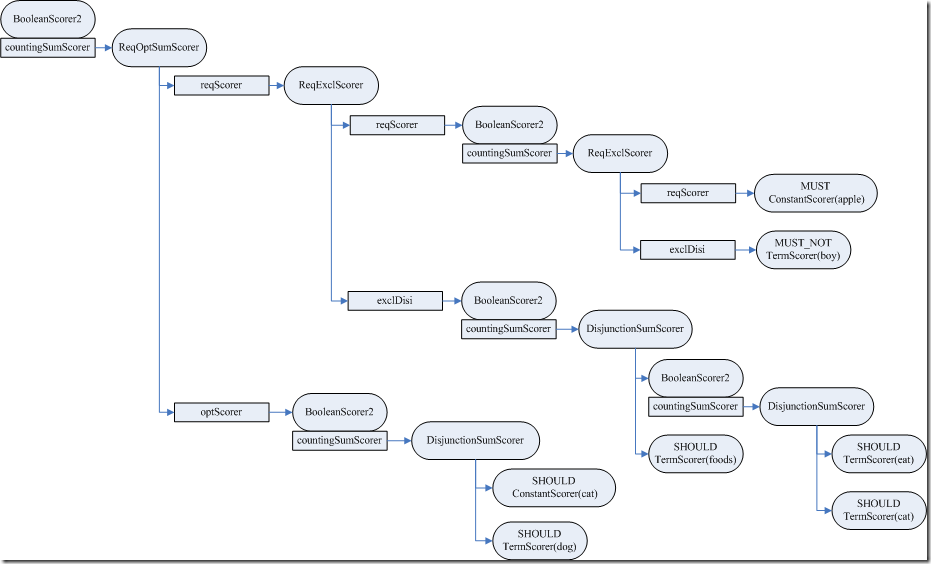 BooleanScorer2
countingSumScorer
ReqOptSumScorer
reqScorer
ReqExclScorer
reqScorer
BooleanScorer2
countingSumScorer
ReqExclScorer
reqScorer
MUST
ConstantScorer(apple)
exclDisi
MUST_NOT
TermScorer(boy)
exclDisi
BooleanScorer2
countingSumScorer
DisjunctionSumScorer
BooleanScorer2
countingSumScorer
DisjunctionSumScorer
SHOULD
TermScorer(eat)
SHOULD
TermScorer(cat)
SHOULD
TermScorer(foods)
optScorer
BooleanScorer2
countingSumScorer
DisjunctionSumScorer
SHOULD
ConstantScorer(cat)
SHOULD
TermScorer(dog)